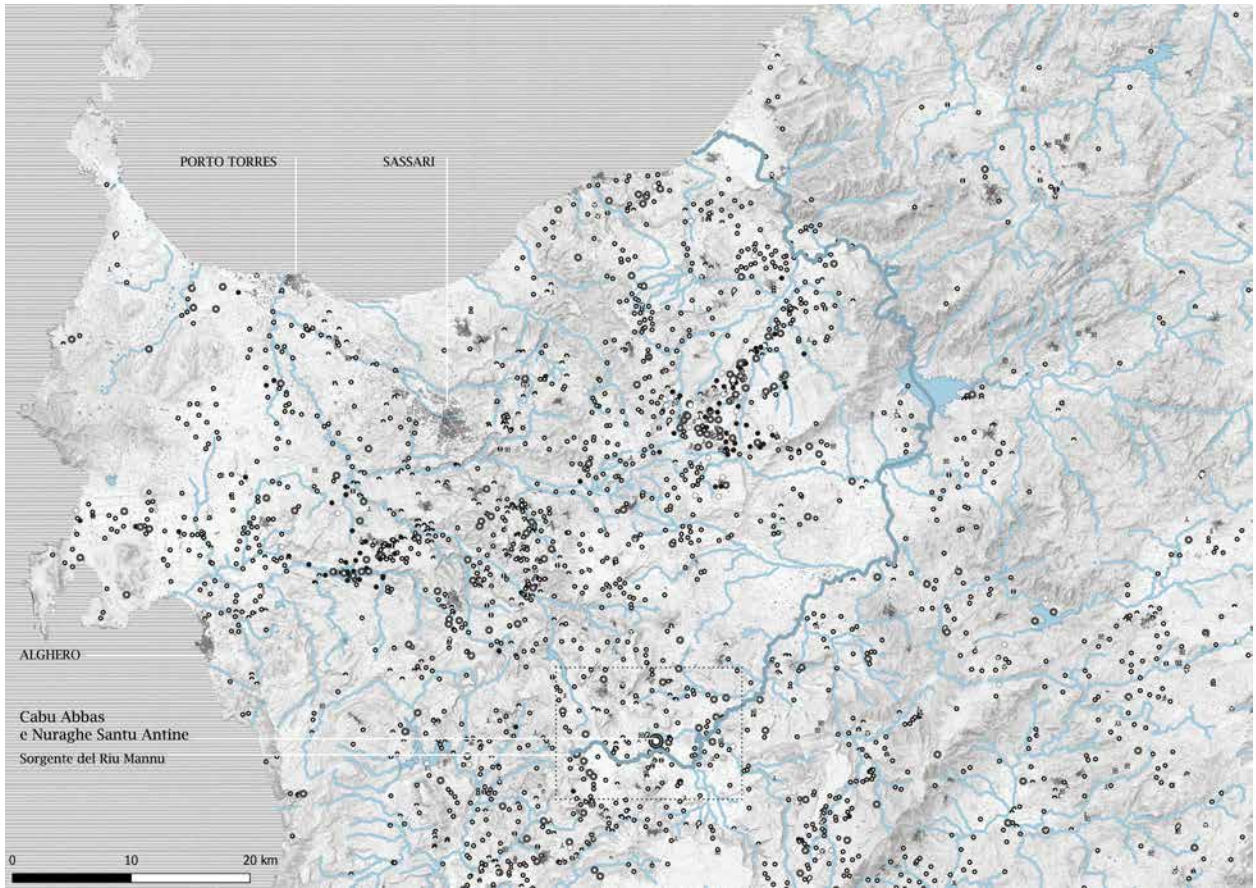 PORTO TORRES
SASSARI
ALGHERO
Cabu Abbas
e Nuraghe Santu Antine
Sorgente del Riu Mannu
0
10
20 km